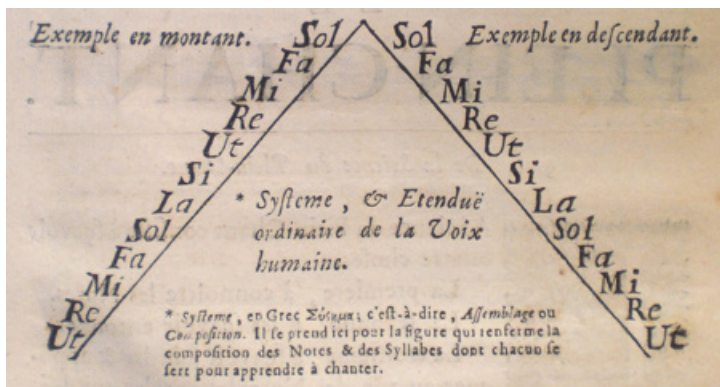 Exemple en montant.
Sol
Fa
Mi
Re
Ut
Si
La
Sol
Fa
Mi
Re
Ut
Exemple en deſcendant.
Sol
Fa
Mi
Re
Ut
Si
La
Sol
Fa
Mi
Re
Ut
* Syſteme, & Etenduë
ordinaire de la Voix
humaine.
* Syſteme, en Grec Σύςημα; c'eſt-à-dire, Aſſemblage ou
Compoſition. Il ſe prend ici pour la figure qui renferme la
compoſition des Notes & des Syllabes dont chacun ſe
ſert pour apprendre à chanter.